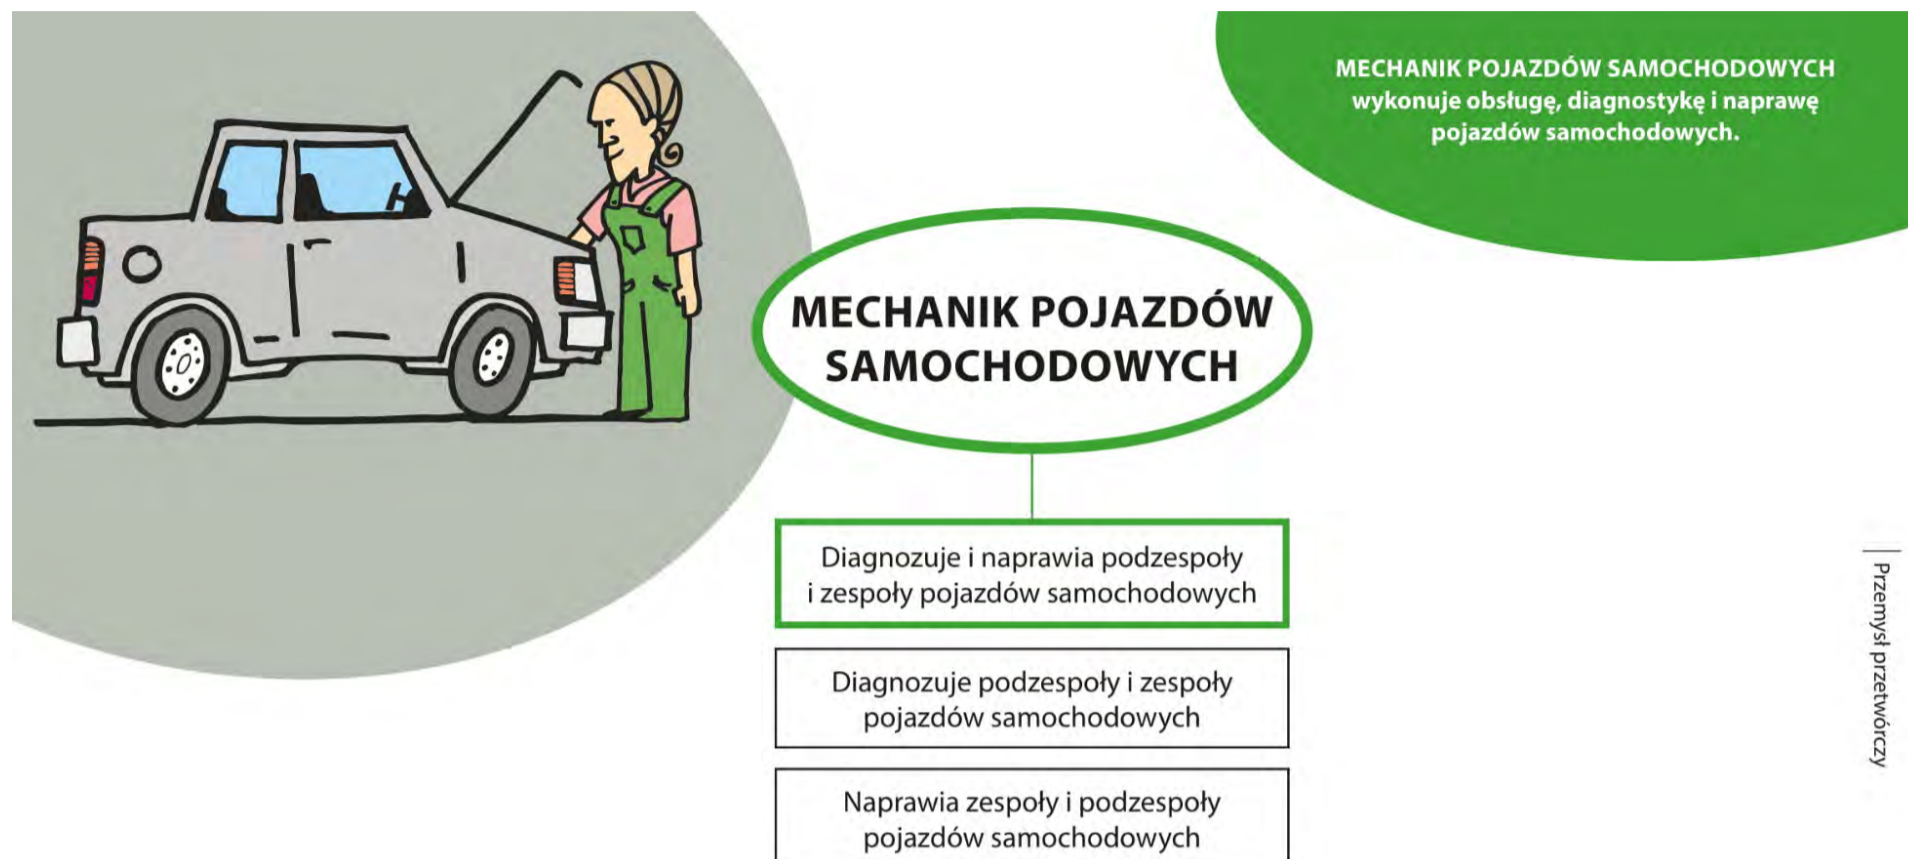 MECHANIK POJAZDÓW SAMOCHODOWYCH
wykonuje obsługę, diagnostykę i naprawę
pojazdów samochodowych.
MECHANIK POJAZDÓW
SAMOCHODOWYCH
Diagnozuje i naprawia podzespoły
i zespoły pojazdów samochodowych
Diagnozuje podzespoły i zespoły
pojazdów samochodowych
Naprawia zespoły i podzespoły
pojazdów samochodowych
Przemysł przetwórczy